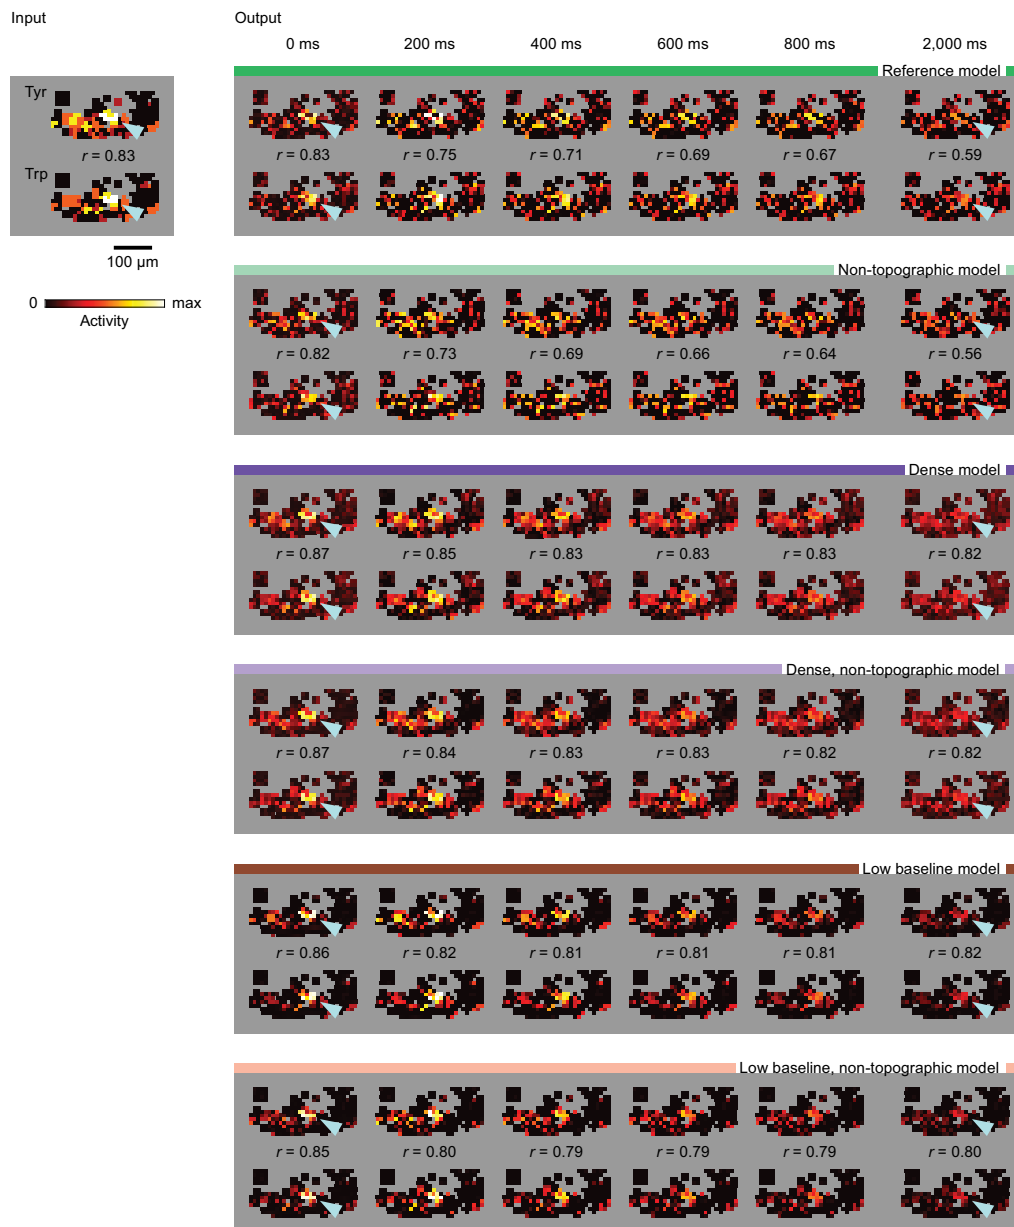 Input
Output
0 ms 200 ms 400 ms 600 ms 800 ms 2,000 ms
Reference model
Tyr
r = 0.83
Trp
100 µm
0 max
Activity
r = 0.83 r = 0.75 r = 0.71 r = 0.69 r = 0.67 r = 0.59
Non-topographic model
r = 0.82 r = 0.73 r = 0.69 r = 0.66 r = 0.64 r = 0.56
Dense model
r = 0.87 r = 0.85 r = 0.83 r = 0.83 r = 0.83 r = 0.82
Dense, non-topographic model
r = 0.87 r = 0.84 r = 0.83 r = 0.83 r = 0.82 r = 0.82
Low baseline model
r = 0.86 r = 0.82 r = 0.81 r = 0.81 r = 0.81 r = 0.82
Low baseline, non-topographic model
r = 0.85 r = 0.80 r = 0.79 r = 0.79 r = 0.79 r = 0.80